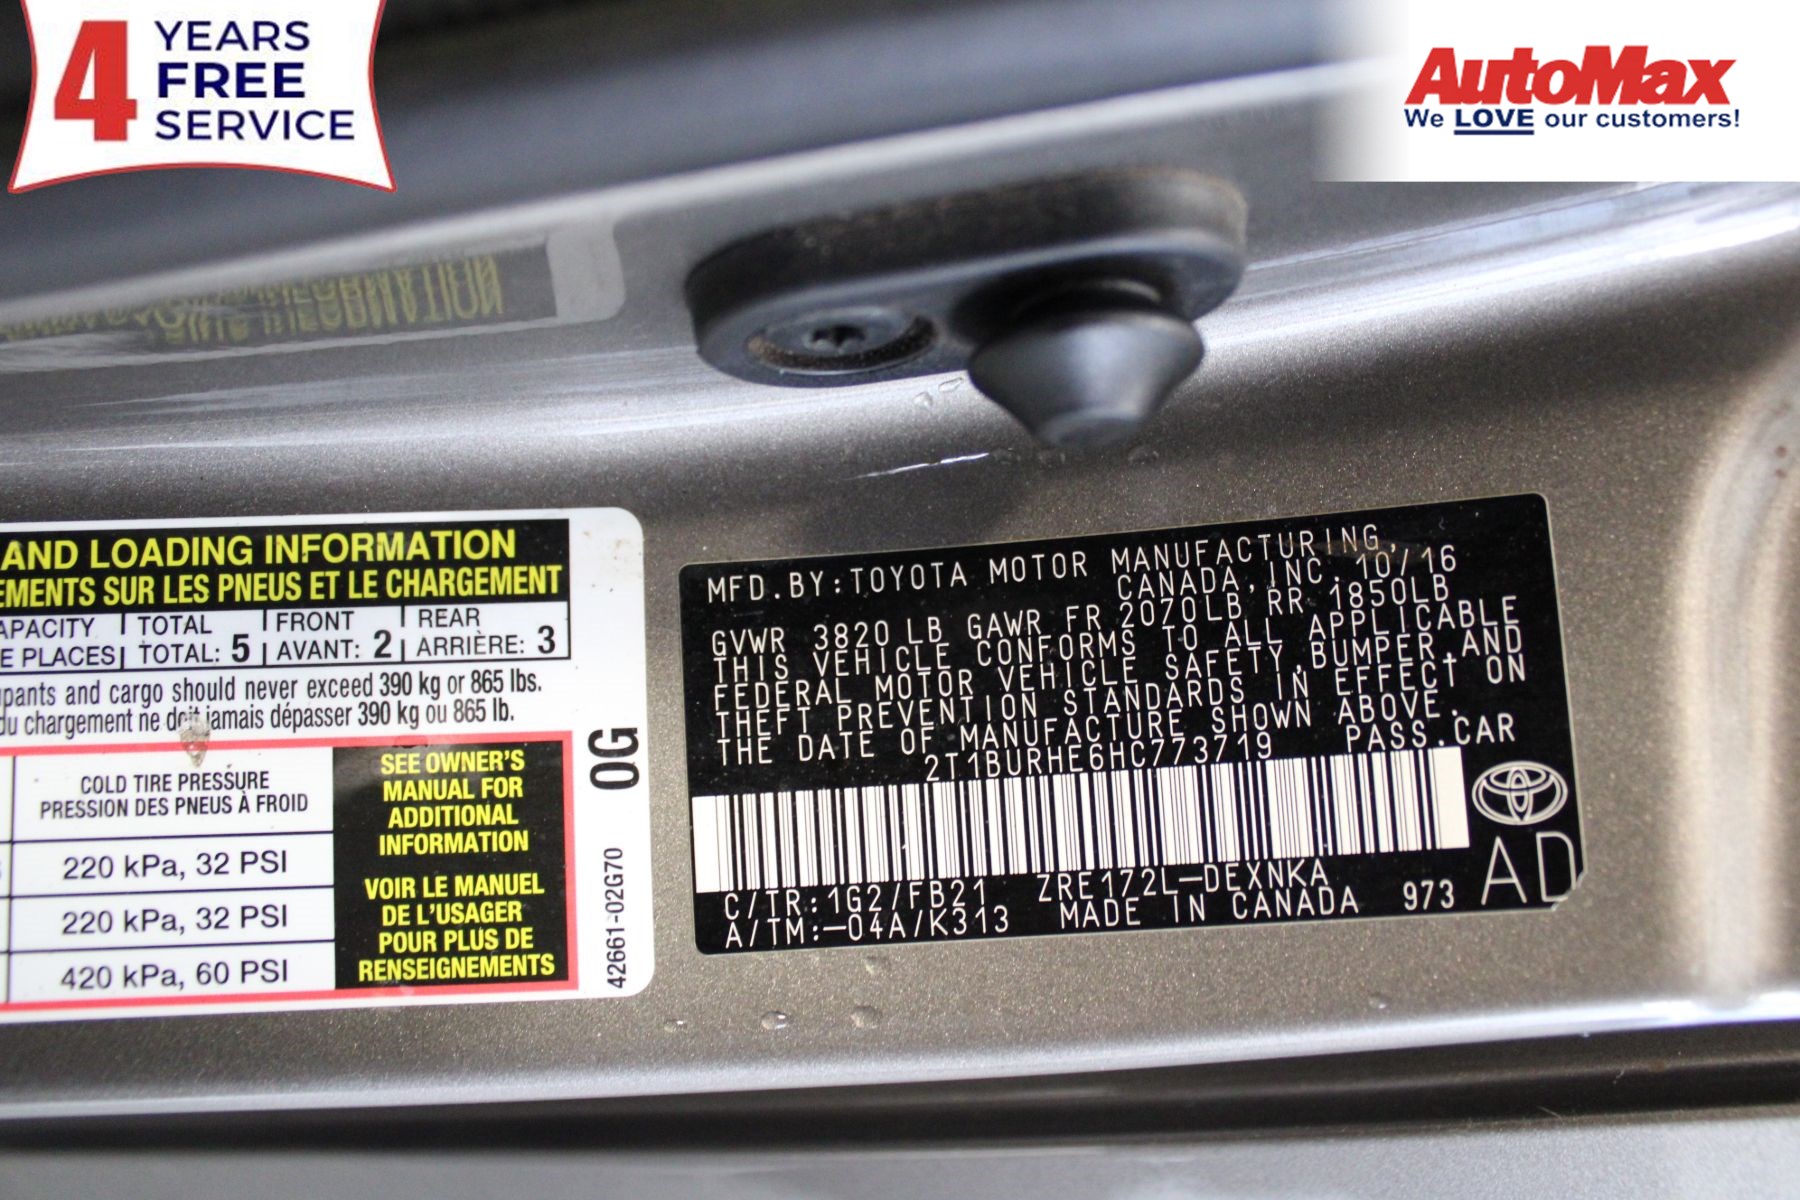 4 YEARS
FREE
SERVICE
AutoMax
We LOVE our customers!
AND LOADING INFORMATION
EMENTS SUR LES PNEUS ET LE CHARGEMENT
APACITY TOTAL FRONT REAR
E PLACES TOTAL: 5 AVANT: 2 ARRIÈRE: 3
pants and cargo should never exceed 390 kg or 865 lbs.
du chargement ne doit jamais dépasser 390 kg ou 865 lb.
COLD TIRE PRESSURE
PRESSION DES PNEUS À FROID
220 kPa, 32 PSI
220 kPa, 32 PSI
420 kPa, 60 PSI
SEE OWNER'S
MANUAL FOR
ADDITIONAL
INFORMATION
VOIR LE MANUEL
DE L'USAGER
POUR PLUS DE
RENSEIGNEMENTS
0G
42661-02G70
MFD.BY:TOYOTA MOTOR MANUFACTURING,
CANADA,INC. 10/16
GVWR 3820LB GAWR FR 2070LB RR 1850LB
THIS VEHICLE CONFORMS TO ALL APPLICABLE
FEDERAL MOTOR VEHICLE SAFETY,BUMPER,AND
THEFT PREVENTION STANDARDS IN EFFECT ON
THE DATE OF MANUFACTURE SHOWN ABOVE.
2T1BURHE6HC773719 PASS.CAR
C/TR:1G2/FB21 ZRE172L-DEXNKA
A/TM:-04A/K313 MADE IN CANADA 973
AD